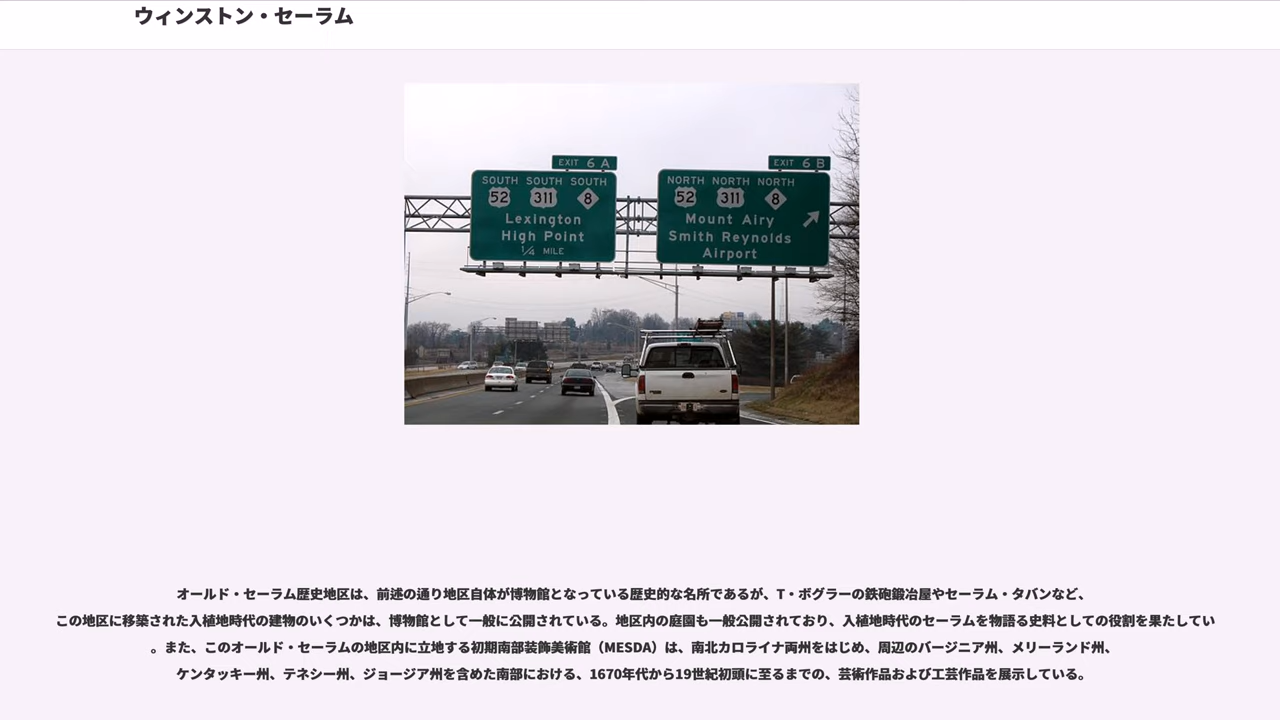 ウィンストン・セーラム
EXIT 6 A
EXIT 6 B
SOUTH SOUTH SOUTH
52 311 8
Lexington
High Point
1/4 MILE
NORTH NORTH NORTH
52 311 8
Mount Airy
Smith Reynolds
Airport
オールド・セーラム歴史地区は、前述の通り地区自体が博物館となっている歴史的な名所であるが、T・ボグラーの鉄砲鍛冶屋やセーラム・タバンなど、
この地区に移築された入植地時代の建物のいくつかは、博物館として一般に公開されている。地区内の庭園も一般公開されており、入植地時代のセーラムを物語る史料としての役割を果たしてい
。また、このオールド・セーラムの地区内に立地する初期南部装飾美術館（MESDA）は、南北カロライナ両州をはじめ、周辺のバージニア州、メリーランド州、
ケンタッキー州、テネシー州、ジョージア州を含めた南部における、1670年代から19世紀初頭に至るまでの、芸術作品および工芸作品を展示している。